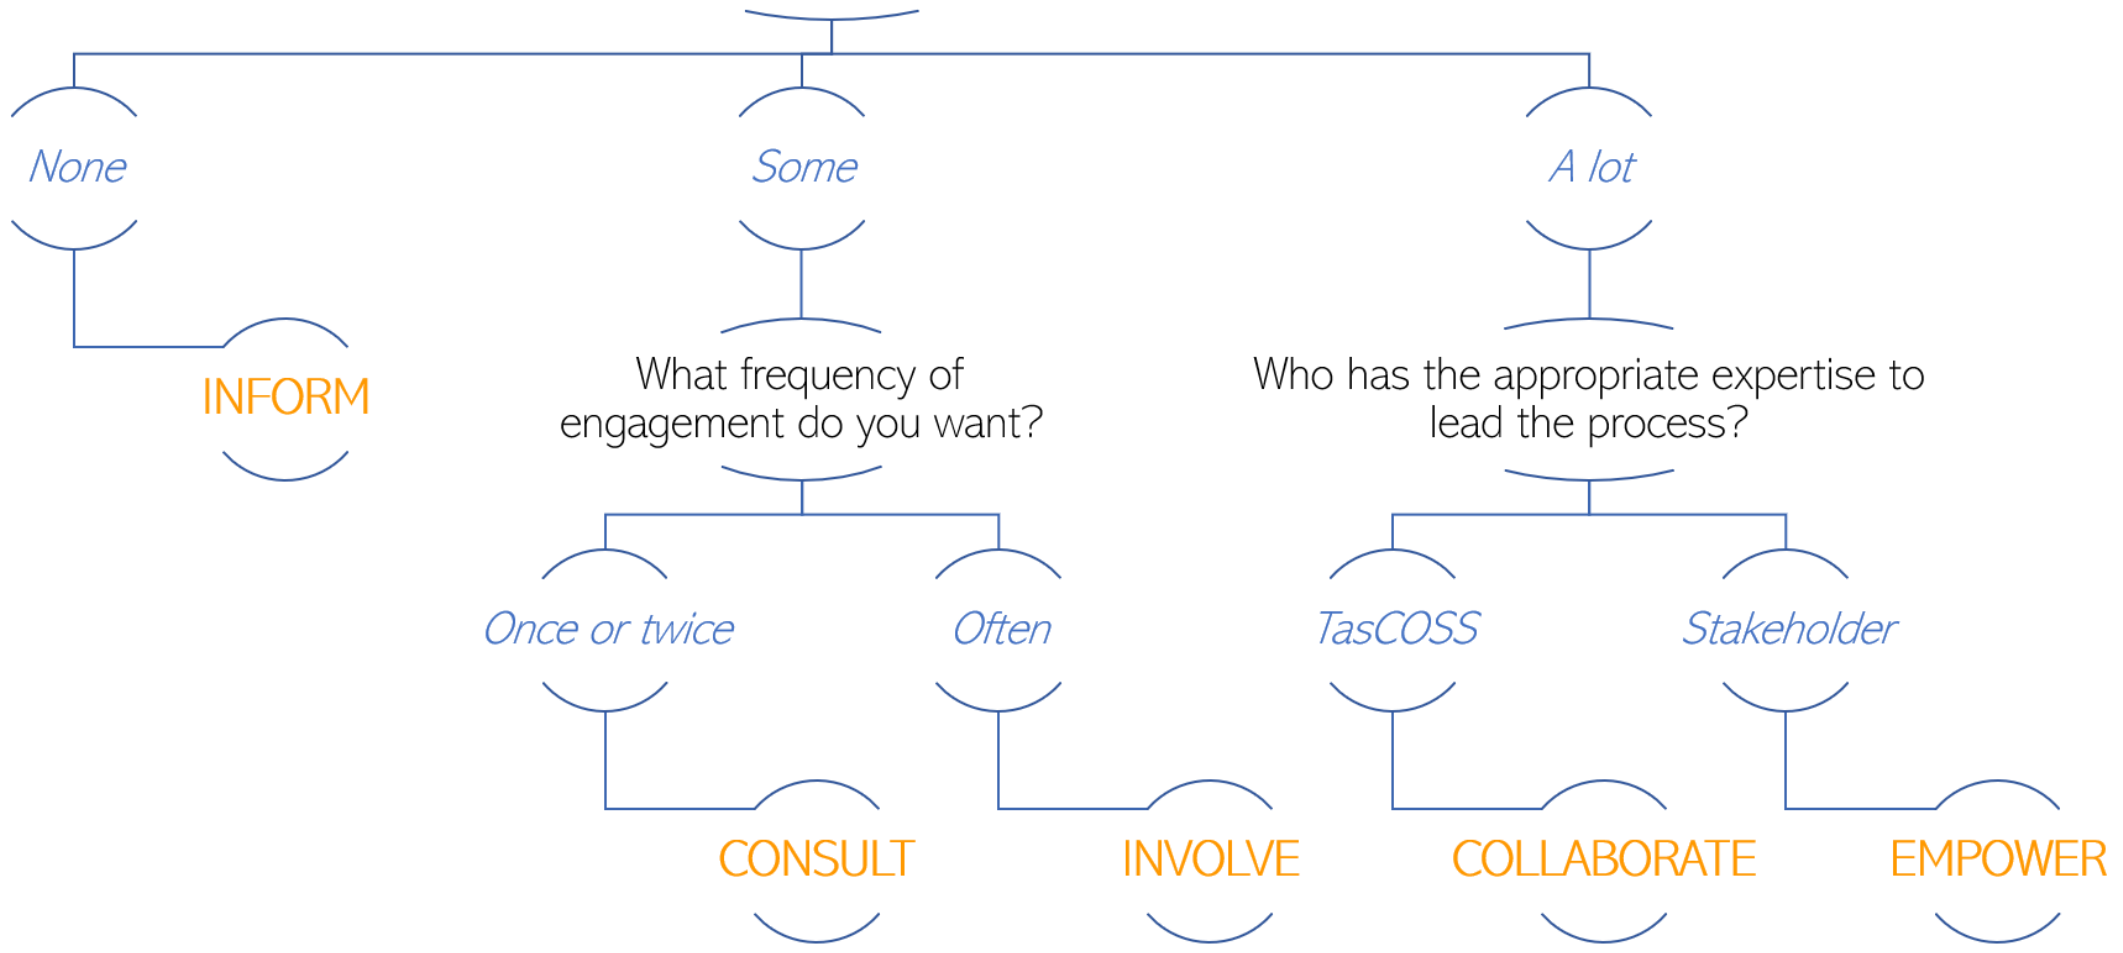 None
Some
A lot
INFORM
What frequency of
engagement do you want?
Who has the appropriate expertise to
lead the process?
Once or twice
Often
TasCOSS
Stakeholder
CONSULT
INVOLVE
COLLABORATE
EMPOWER